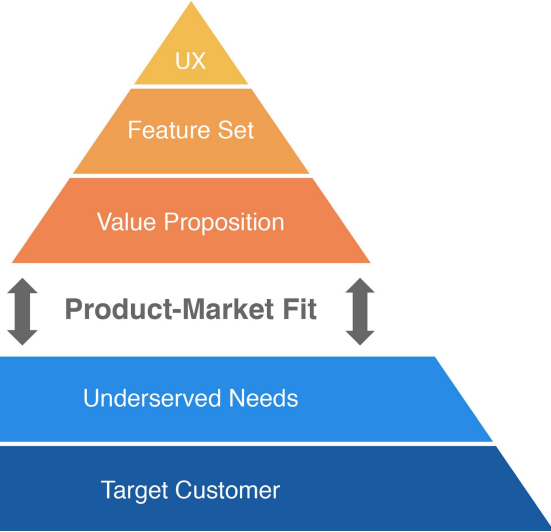 UX
Feature Set
Value Proposition
Product-Market Fit
Underserved Needs
Target Customer